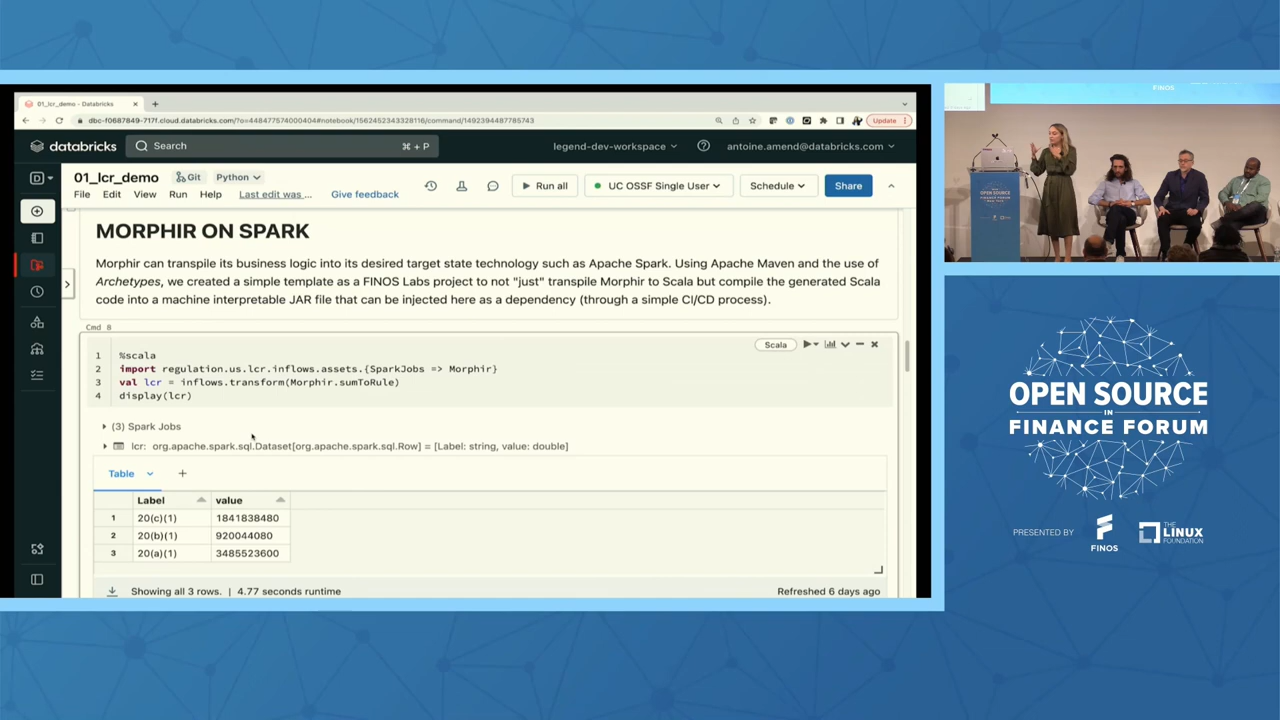 01_lcr_demo - Databricks
dbc-f0687849-717f.cloud.databricks.com/?o=448477574000404#notebook/1562452343328116/command/1492394487785743
Update
databricks
Search
⌘ + P
legend-dev-workspace
antoine.amend@databricks.com
01_lcr_demo
Git
Python
File Edit View Run Help Last edit was ... Give feedback
Run all
UC OSSF Single User
Schedule
Share
MORPHIR ON SPARK
Morphir can transpile its business logic into its desired target state technology such as Apache Spark. Using Apache Maven and the use of
Archetypes, we created a simple template as a FINOS Labs project to not "just" transpile Morphir to Scala but compile the generated Scala
code into a machine interpretable JAR file that can be injected here as a dependency (through a simple CI/CD process).
Cmd 8
Scala
1 %scala
2 import regulation.us.lcr.inflows.assets.{SparkJobs => Morphir}
3 val lcr = inflows.transform(Morphir.sumToRule)
4 display(lcr)
(3) Spark Jobs
lcr: org.apache.spark.sql.Dataset[org.apache.spark.sql.Row] = [Label: string, value: double]
Table
Label value
1 20(c)(1) 1841838480
2 20(b)(1) 920044080
3 20(a)(1) 3485523600
Showing all 3 rows. | 4.77 seconds runtime
Refreshed 6 days ago
FINOS
OPEN SOURCE
FINANCE FORUM
OPEN SOURCE
IN
FINANCE FORUM
PRESENTED BY
FINOS
THE
LINUX
FOUNDATION